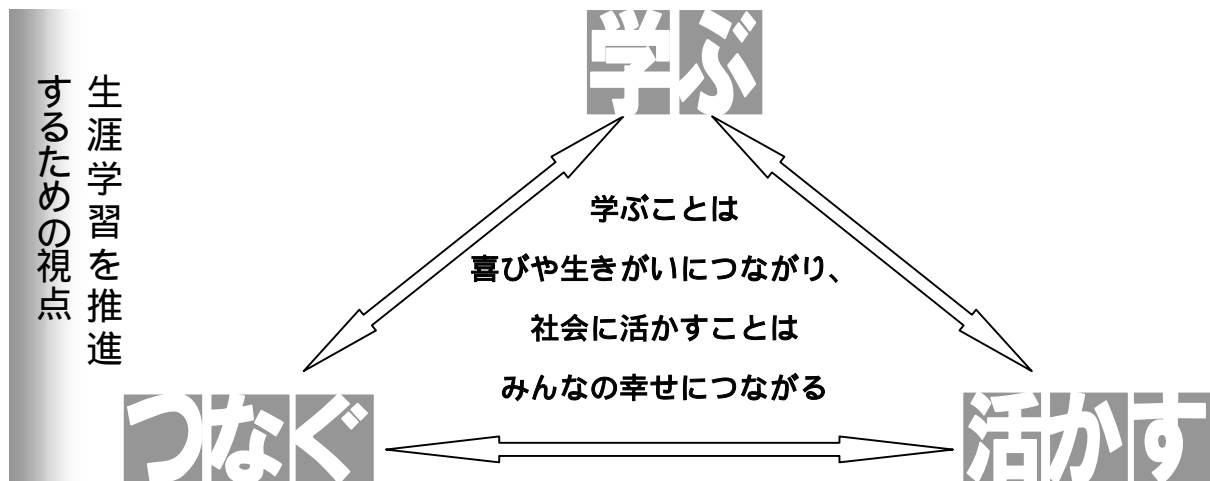 生涯学習を推進
するための視点
学ぶ
学ぶことは
喜びや生きがいにつながり、
社会に活かすことは
みんなの幸せにつながる
つなぐ
活かす